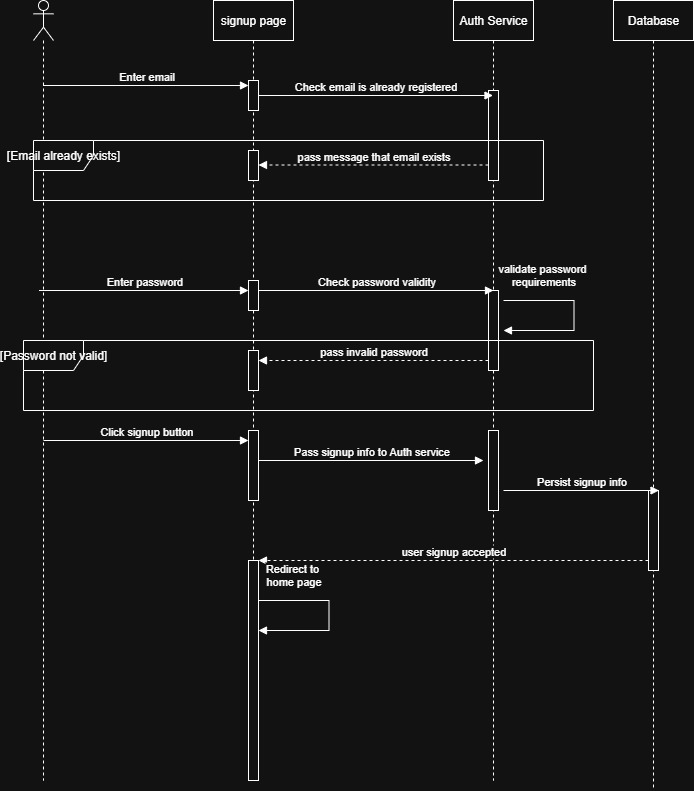 signup page
Auth Service
Database
Enter email
Check email is already registered
[Email already exists]
pass message that email exists
validate password
requirements
Enter password
Check password validity
[Password not valid]
pass invalid password
Click signup button
Pass signup info to Auth service
Persist signup info
user signup accepted
Redirect to
home page